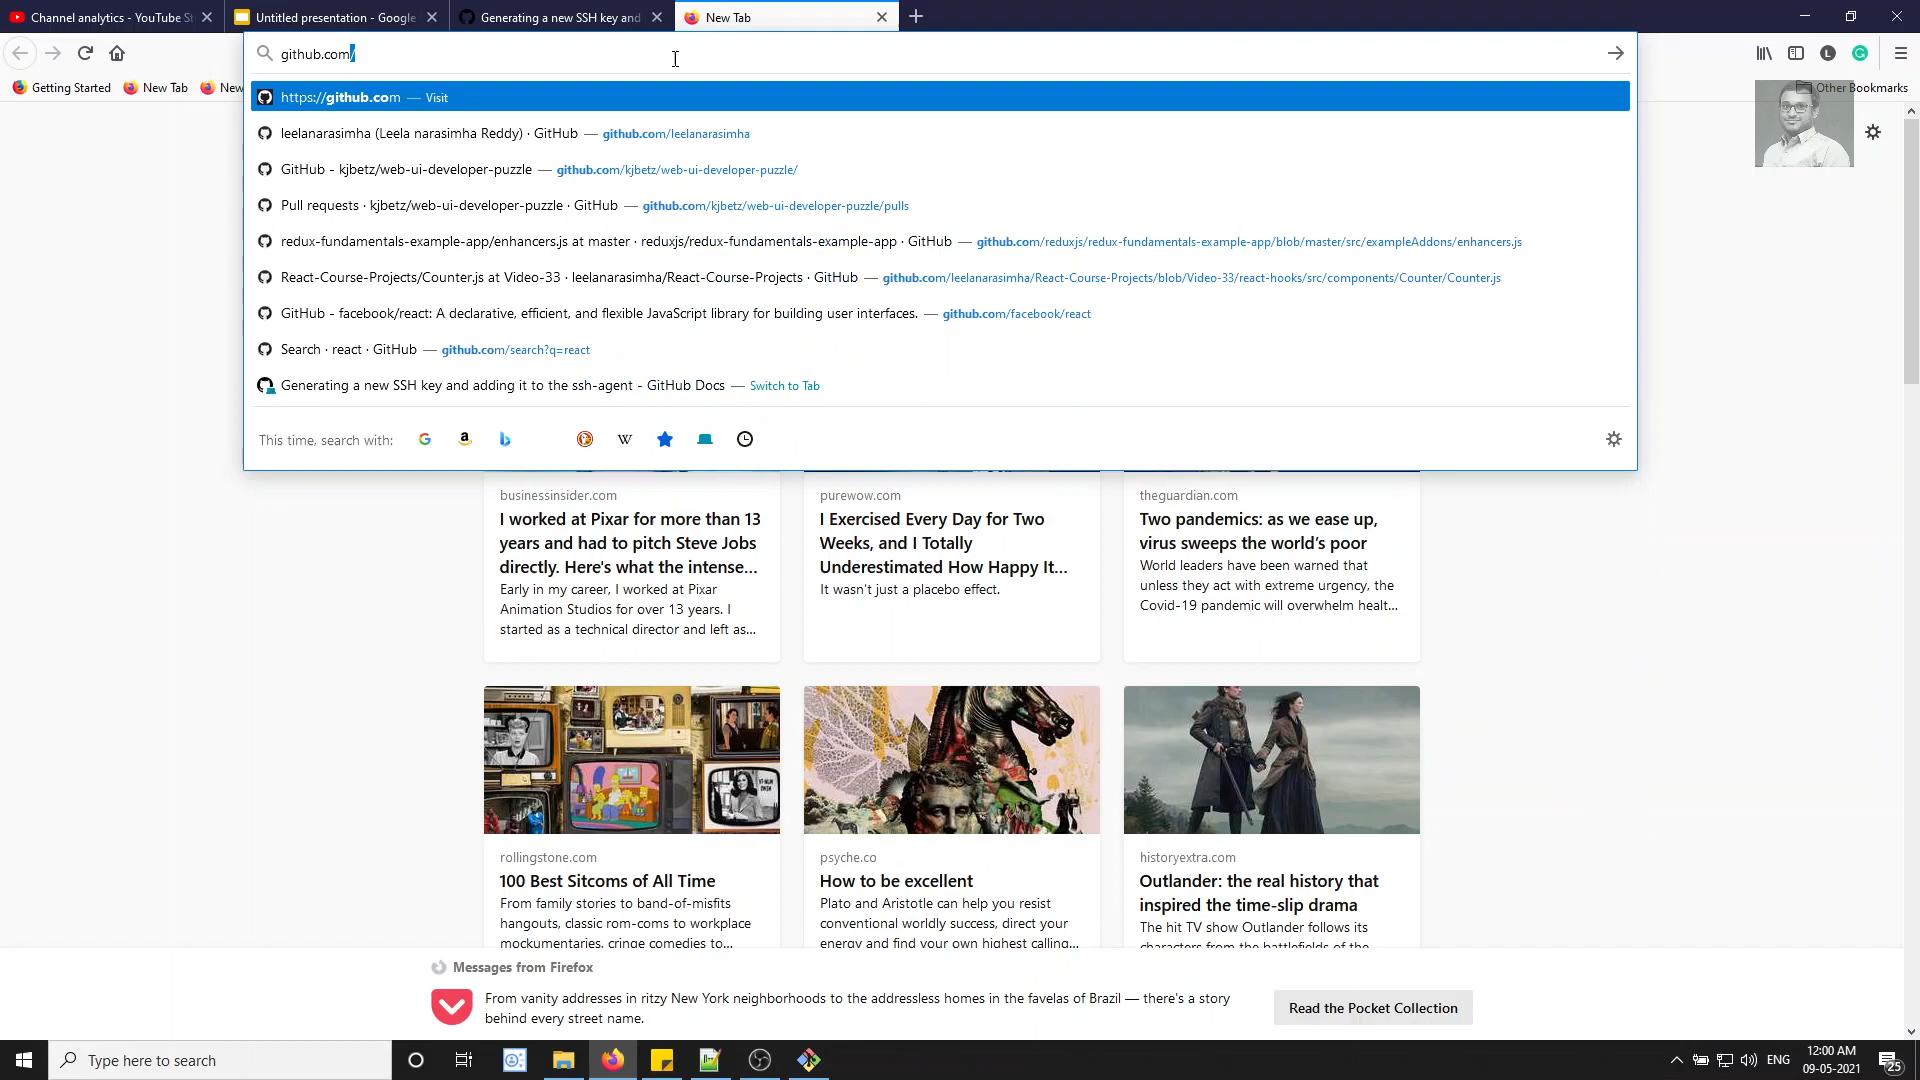 Channel analytics - YouTube St
Untitled presentation - Google
Generating a new SSH key and
New Tab
github.com/
Getting Started
New Tab
New
Other Bookmarks
https://github.com — Visit
leelanarasimha (Leela narasimha Reddy) · GitHub — github.com/leelanarasimha
GitHub - kjbetz/web-ui-developer-puzzle — github.com/kjbetz/web-ui-developer-puzzle/
Pull requests · kjbetz/web-ui-developer-puzzle · GitHub — github.com/kjbetz/web-ui-developer-puzzle/pulls
redux-fundamentals-example-app/enhancers.js at master · reduxjs/redux-fundamentals-example-app · GitHub — github.com/reduxjs/redux-fundamentals-example-app/blob/master/src/exampleAddons/enhancers.js
React-Course-Projects/Counter.js at Video-33 · leelanarasimha/React-Course-Projects · GitHub — github.com/leelanarasimha/React-Course-Projects/blob/Video-33/react-hooks/src/components/Counter/Counter.js
GitHub - facebook/react: A declarative, efficient, and flexible JavaScript library for building user interfaces. — github.com/facebook/react
Search · react · GitHub — github.com/search?q=react
Generating a new SSH key and adding it to the ssh-agent - GitHub Docs — Switch to Tab
This time, search with:
businessinsider.com
I worked at Pixar for more than 13
years and had to pitch Steve Jobs
directly. Here's what the intense...
Early in my career, I worked at Pixar
Animation Studios for over 13 years. I
started as a technical director and left as...
purewow.com
I Exercised Every Day for Two
Weeks, and I Totally
Underestimated How Happy It...
It wasn't just a placebo effect.
theguardian.com
Two pandemics: as we ease up,
virus sweeps the world's poor
World leaders have been warned that
unless they act with extreme urgency, the
Covid-19 pandemic will overwhelm healt...
rollingstone.com
100 Best Sitcoms of All Time
From family stories to band-of-misfits
hangouts, classic rom-coms to workplace
mockumentaries, cringe comedies to...
psyche.co
How to be excellent
Plato and Aristotle can help you resist
conventional worldly success, direct your
energy and find your own highest calling...
historyextra.com
Outlander: the real history that
inspired the time-slip drama
The hit TV show Outlander follows its
characters from the battlefields of the
Messages from Firefox
From vanity addresses in ritzy New York neighborhoods to the addressless homes in the favelas of Brazil — there's a story
behind every street name.
Read the Pocket Collection
Type here to search
ENG
12:00 AM
09-05-2021
25